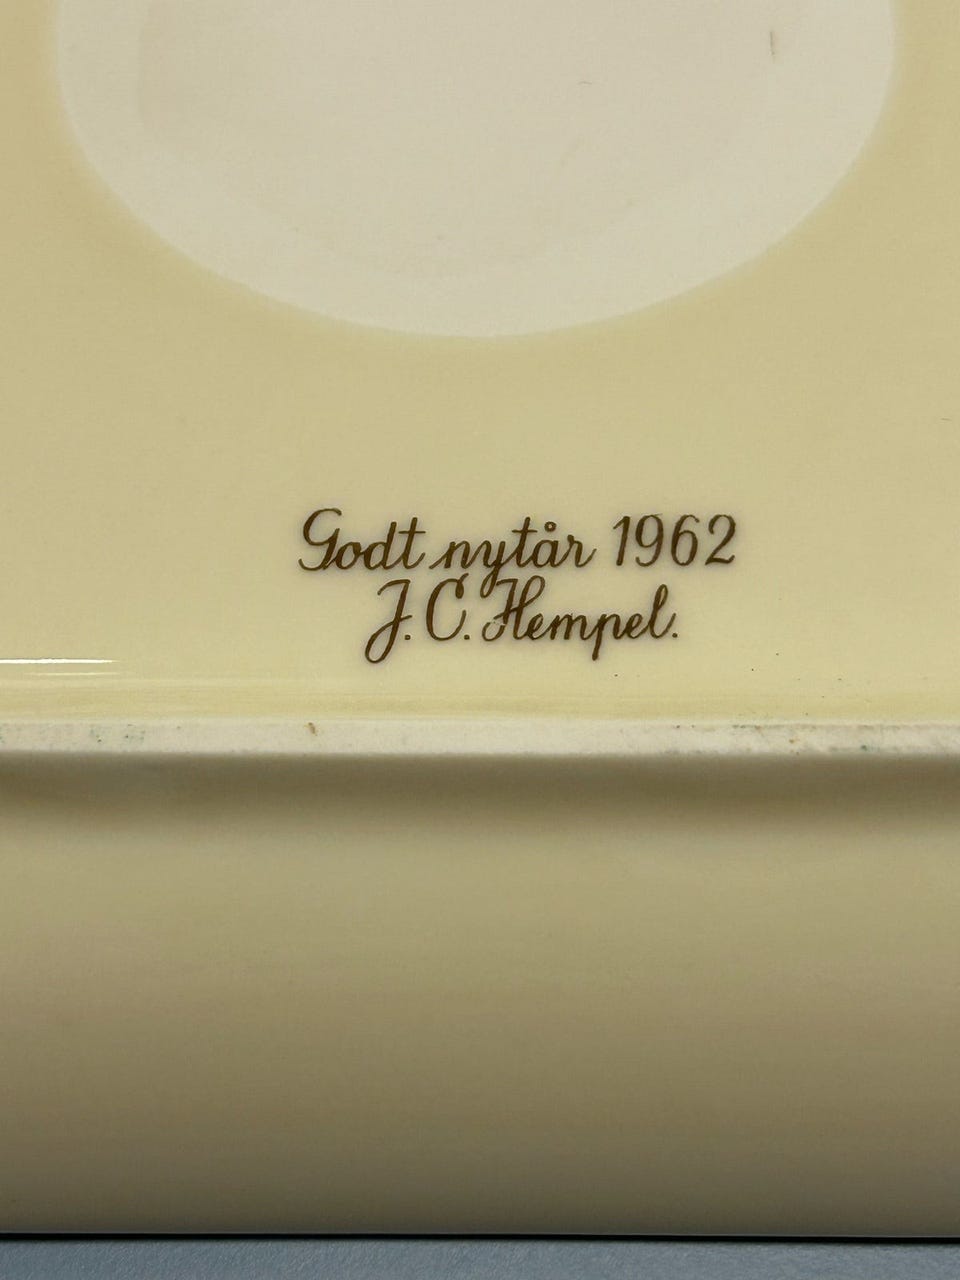 Godt nytår 1962
J. C. Hempel.